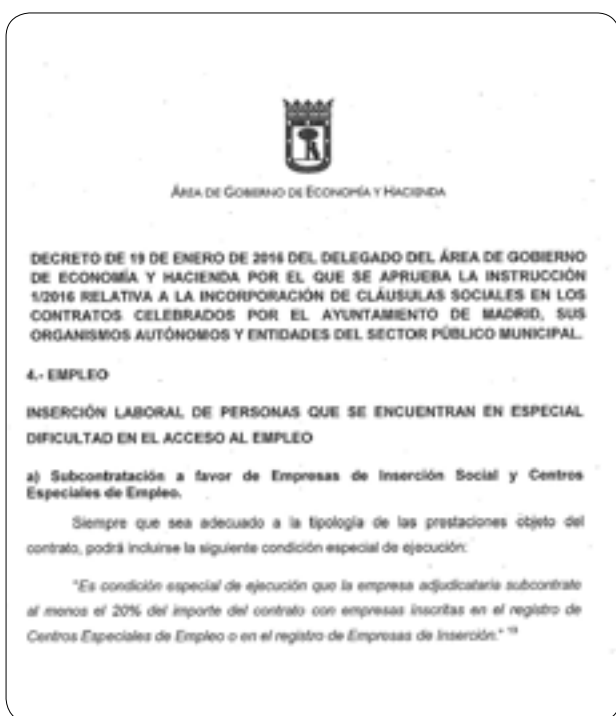 ÁREA DE GOBIERNO DE ECONOMÍA Y HACIENDA
DECRETO DE 19 DE ENERO DE 2016 DEL DELEGADO DEL ÁREA DE GOBIERNO
DE ECONOMÍA Y HACIENDA POR EL QUE SE APRUEBA LA INSTRUCCIÓN
1/2016 RELATIVA A LA INCORPORACIÓN DE CLÁUSULAS SOCIALES EN LOS
CONTRATOS CELEBRADOS POR EL AYUNTAMIENTO DE MADRID, SUS
ORGANISMOS AUTÓNOMOS Y ENTIDADES DEL SECTOR PÚBLICO MUNICIPAL.
4.- EMPLEO
INSERCIÓN LABORAL DE PERSONAS QUE SE ENCUENTRAN EN ESPECIAL
DIFICULTAD EN EL ACCESO AL EMPLEO
a) Subcontratación a favor de Empresas de Inserción Social y Centros
Especiales de Empleo.
Siempre que sea adecuado a la tipología de las prestaciones objeto del
contrato, podrá incluirse la siguiente condición especial de ejecución:
"Es condición especial de ejecución que la empresa adjudicataria subcontrate
al menos el 20% del importe del contrato con empresas inscritas en el registro de
Centros Especiales de Empleo o en el registro de Empresas de Inserción." 19